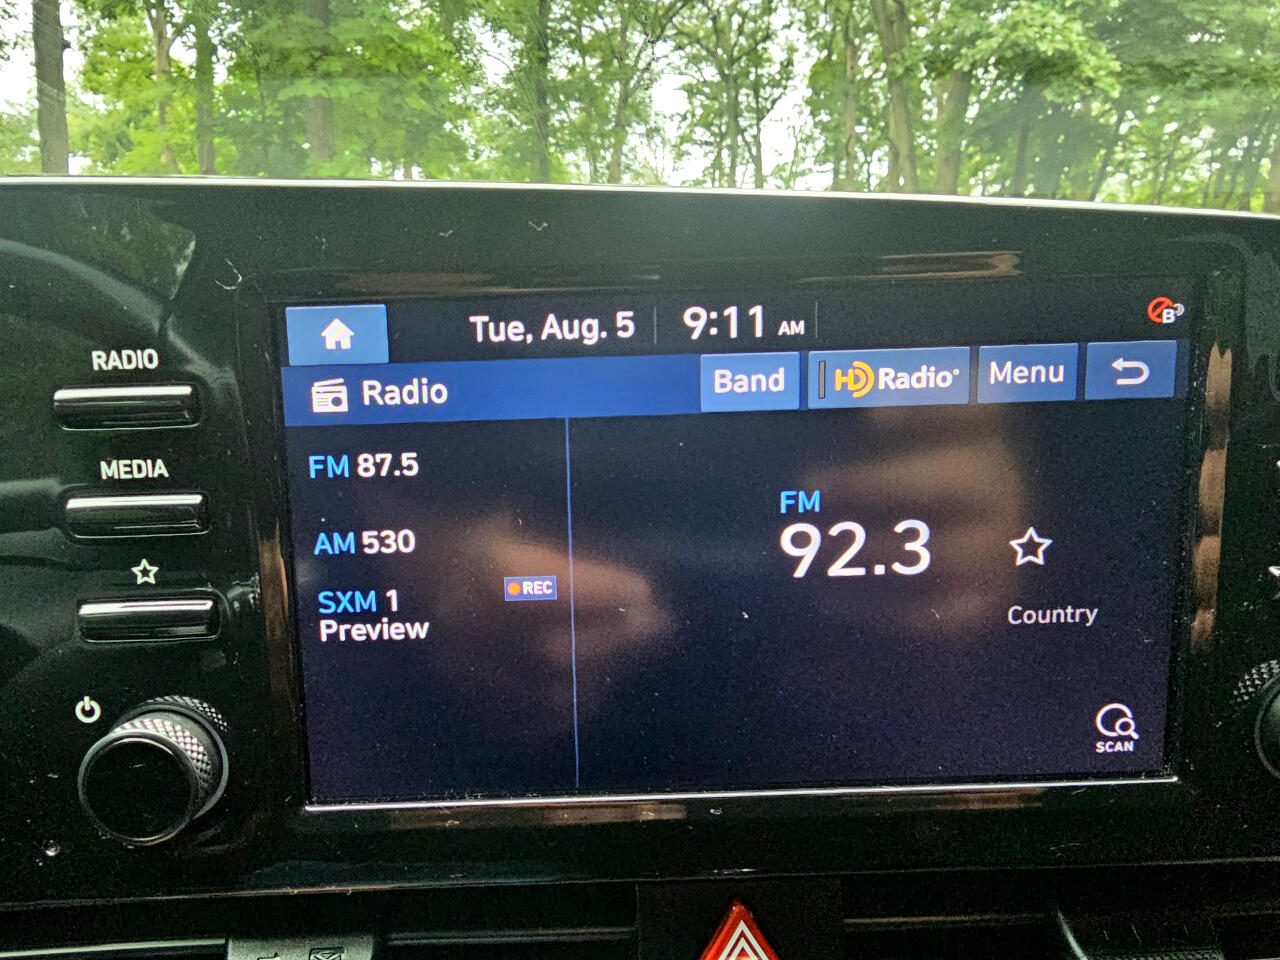 Tue, Aug. 5 9:11 AM
B
Radio Band HD Radio Menu
RADIO
MEDIA
FM 87.5
AM 530
SXM 1
Preview
REC
FM
92.3
Country
SCAN